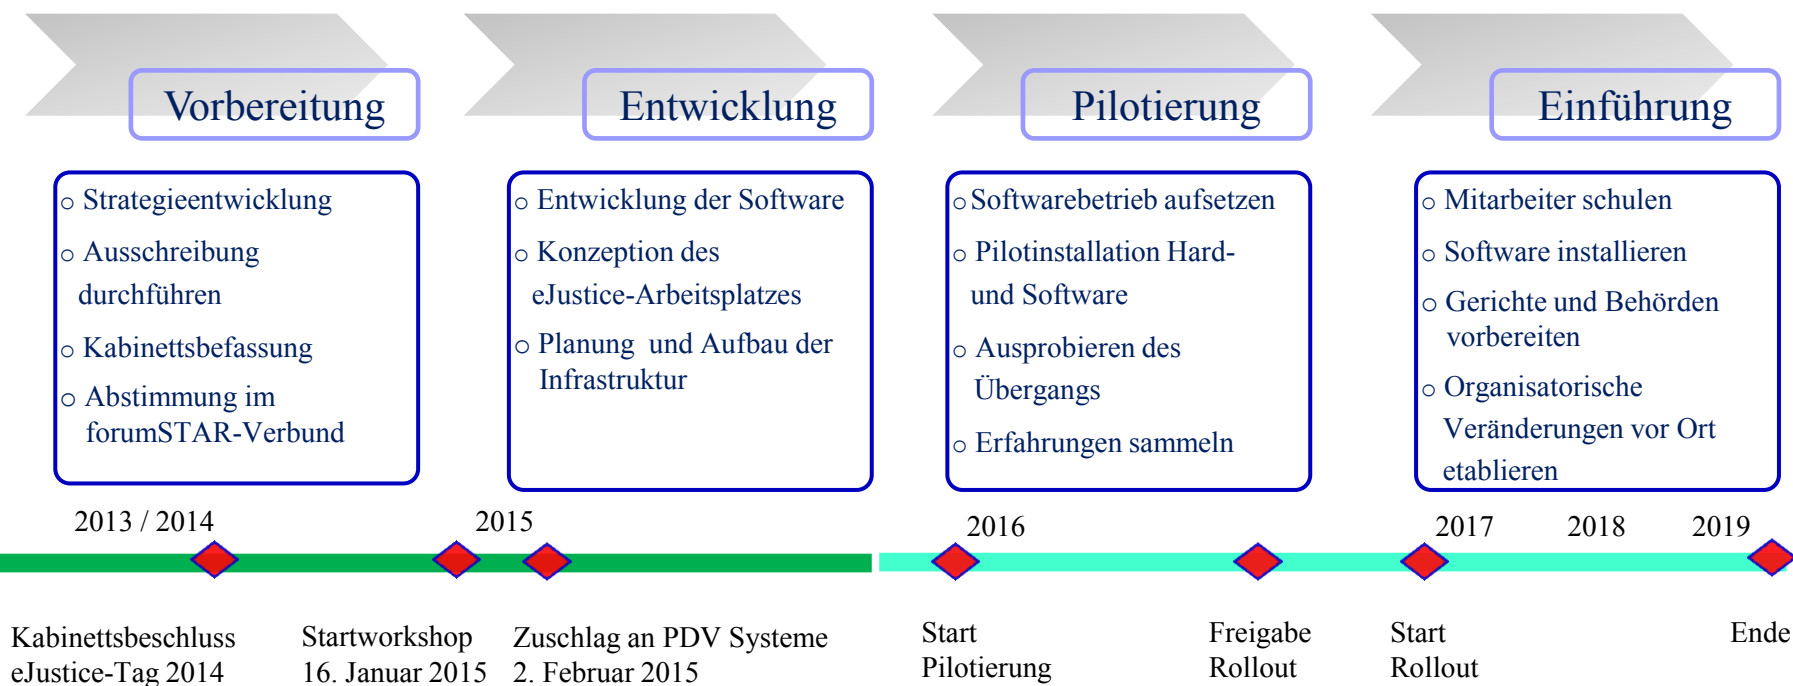 Vorbereitung
Entwicklung
Pilotierung
Einführung
○ Strategieentwicklung
○ Ausschreibung
durchführen
○ Kabinettsbefassung
○ Abstimmung im
forumSTAR-Verbund
○ Entwicklung der Software
○ Konzeption des
eJustice-Arbeitsplatzes
○ Planung und Aufbau der
Infrastruktur
○ Softwarebetrieb aufsetzen
○ Pilotinstallation Hard-
und Software
○ Ausprobieren des
Übergangs
○ Erfahrungen sammeln
○ Mitarbeiter schulen
○ Software installieren
○ Gerichte und Behörden
vorbereiten
○ Organisatorische
Veränderungen vor Ort
etablieren
2013 / 2014
2015
2016
2017
2018
2019
Kabinettsbeschluss
eJustice-Tag 2014
Startworkshop
16. Januar 2015
Zuschlag an PDV Systeme
2. Februar 2015
Start
Pilotierung
Freigabe
Rollout
Start
Rollout
Ende